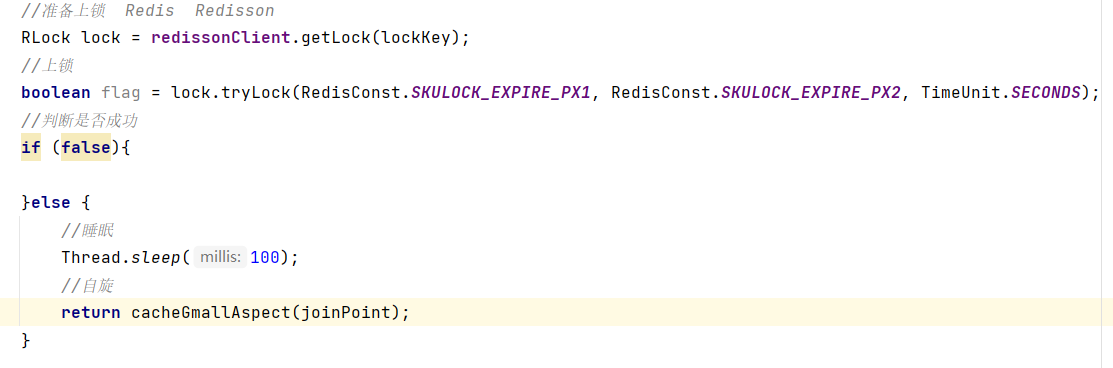 //准备上锁  Redis  Redisson
RLock lock = redissonClient.getLock(lockKey);
//上锁
boolean flag = lock.tryLock(RedisConst.SKULOCK_EXPIRE_PX1, RedisConst.SKULOCK_EXPIRE_PX2, TimeUnit.SECONDS);
//判断是否成功
if (false){
}else {
//睡眠
Thread.sleep( millis: 100);
//自旋
return cacheGmallAspect(joinPoint);
}